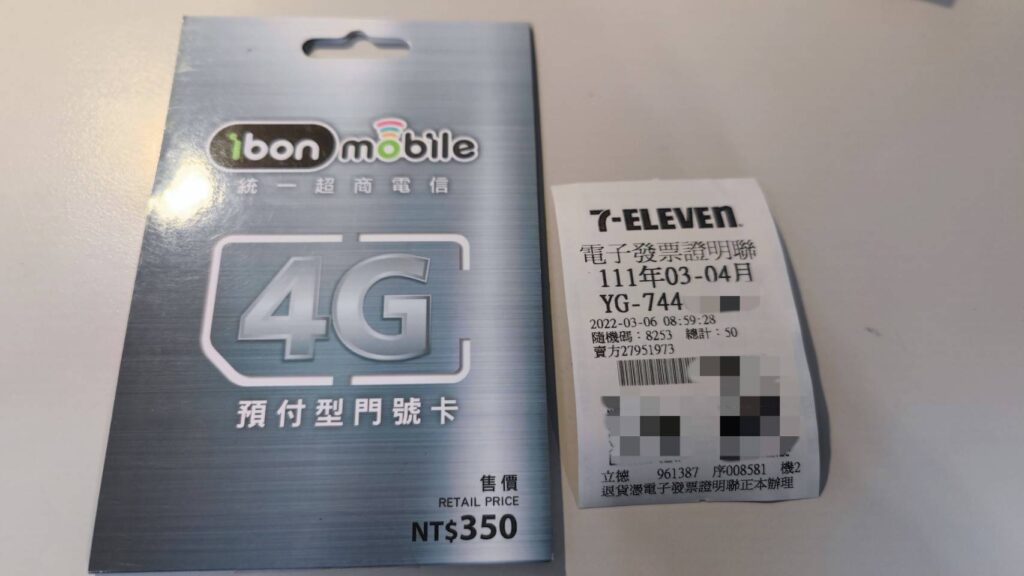 ibon mobile
統一超商電信
4G
預付型門號卡
售價
RETAIL PRICE
NT$350
7-ELEVEN
電子發票證明聯
111年03-04月
YG-744
2022-03-06 08:59:28
隨機碼:8253 總計:50
賣方27951973
立德 961387 序008581 機2
退貨憑電子發票證明聯正本辦理